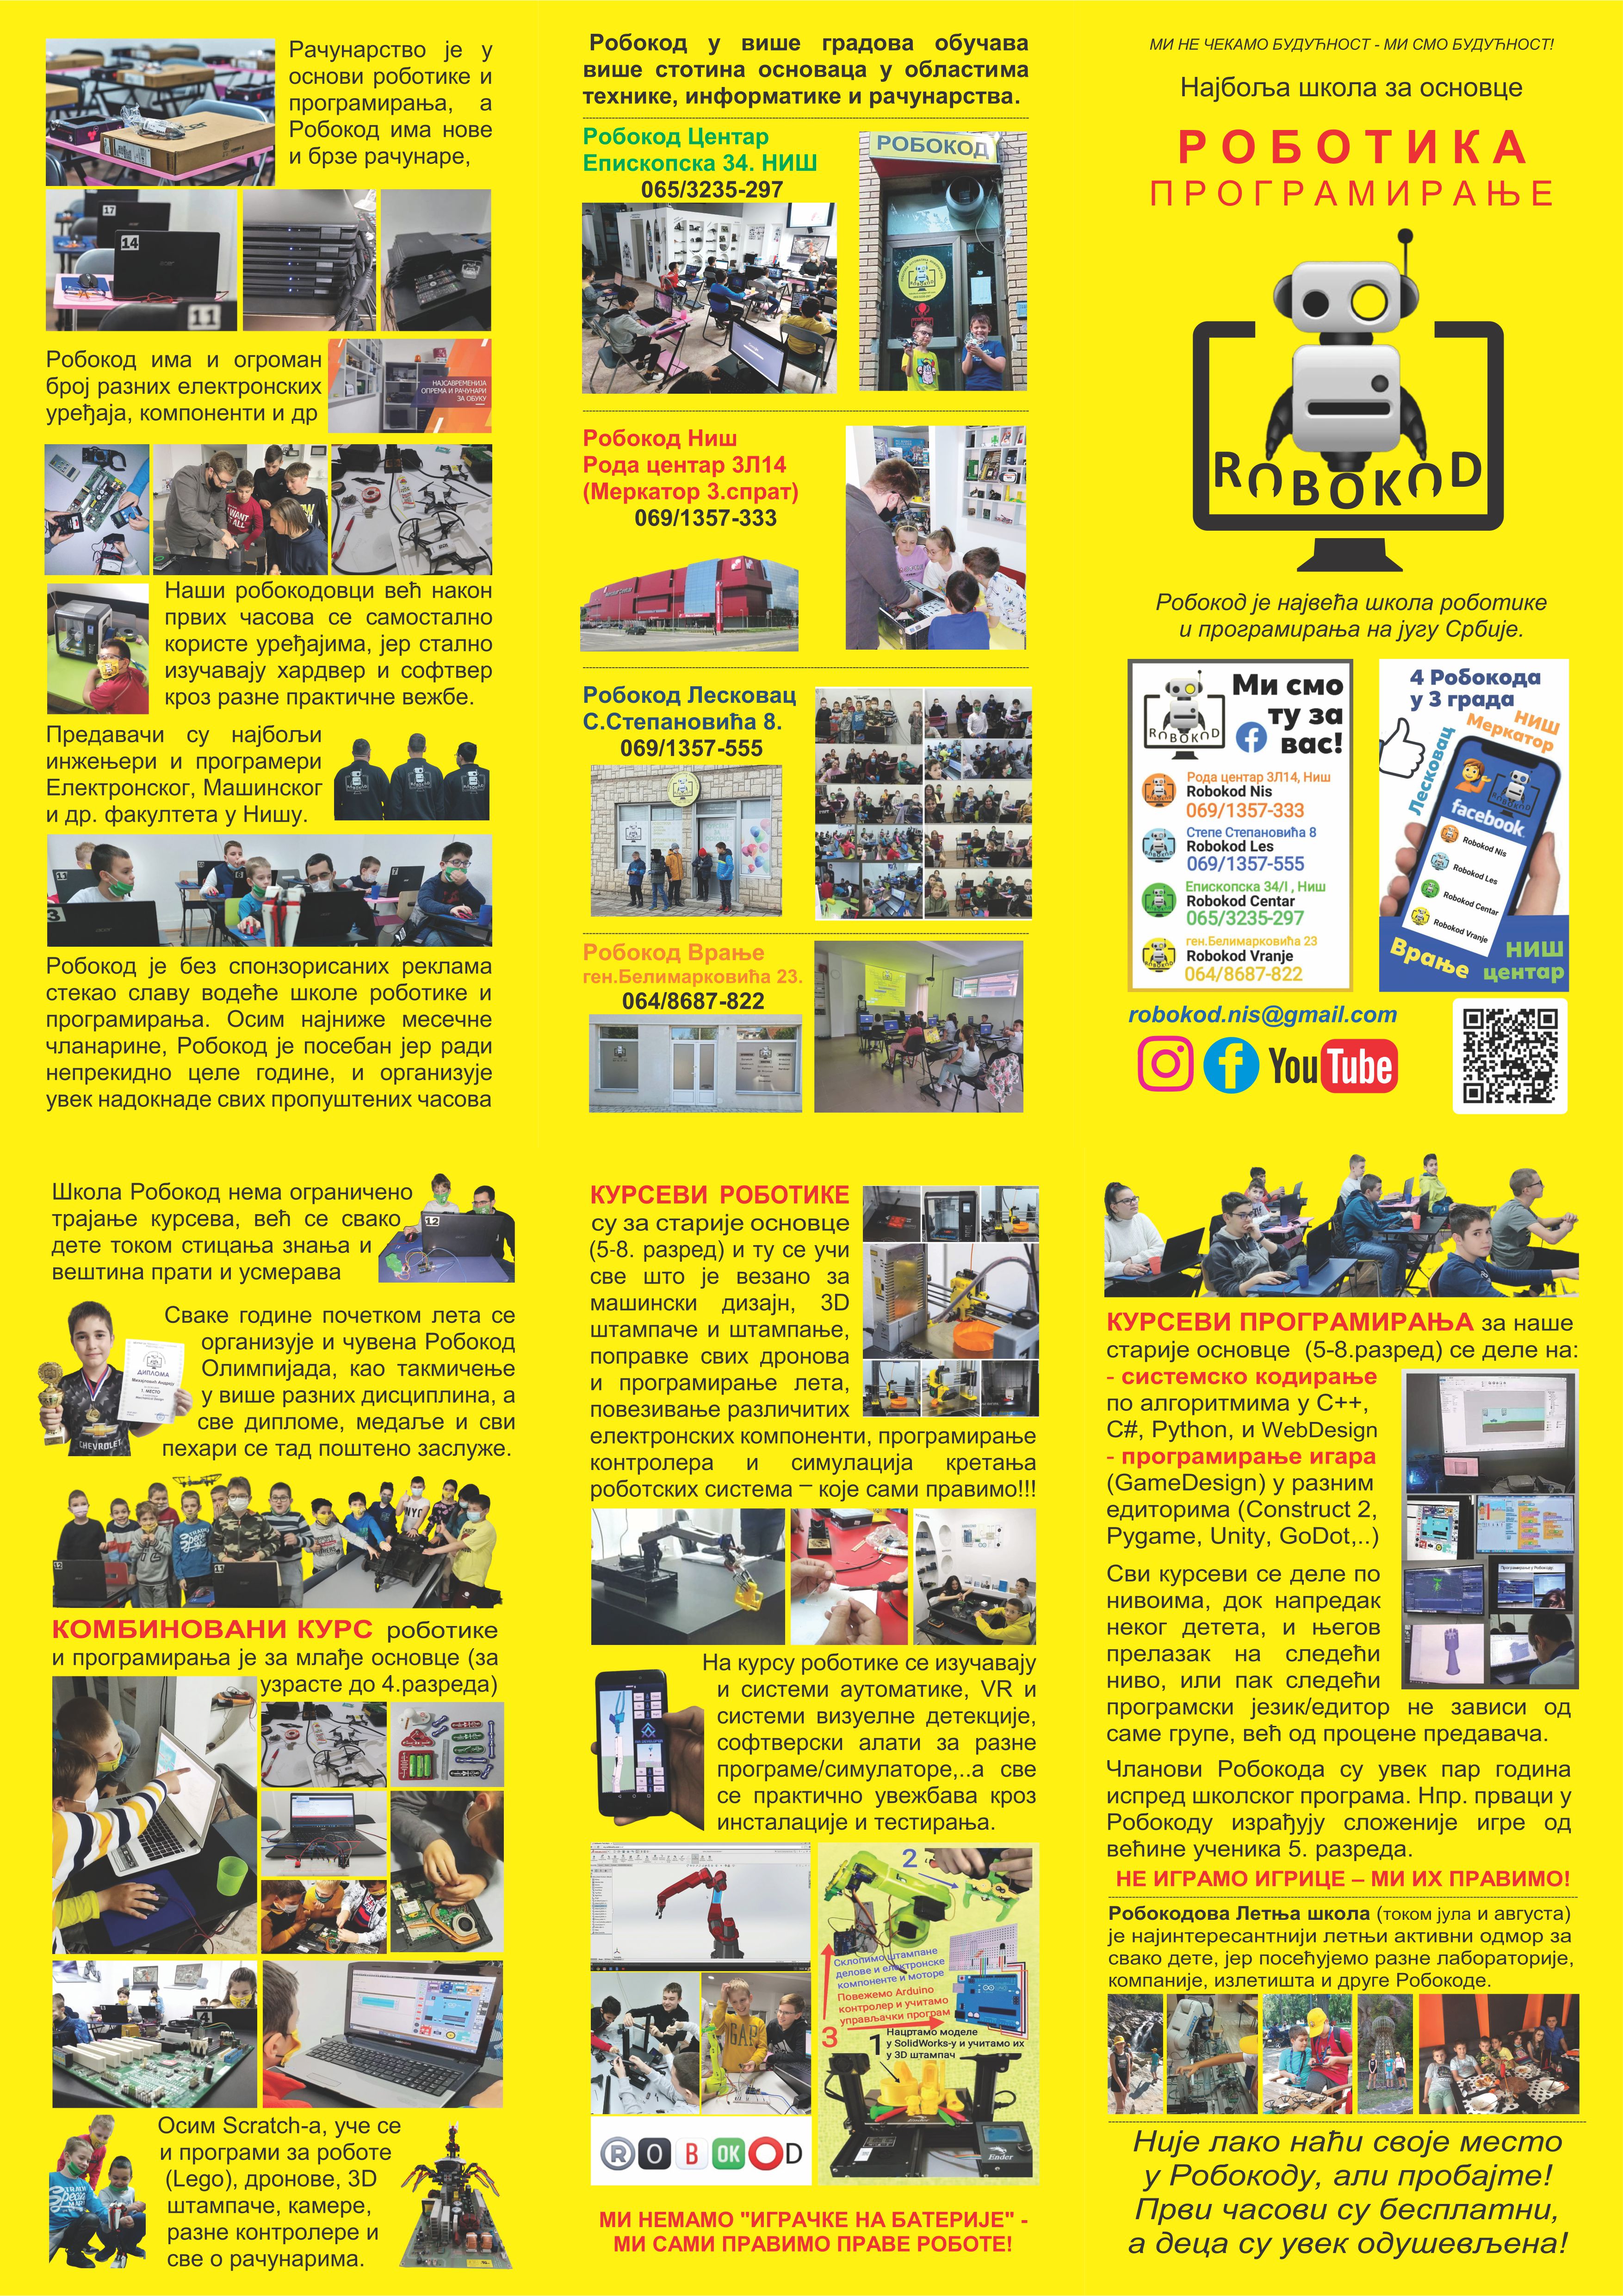 Рачунарство је у
основи роботике и
програмирања, а
Робокод има нове
и брзе рачунаре,
17
14
11
Робокод има и огроман
број разних електронских
уређаја, компоненти и др
НАЈСАВРЕМЕНИЈА
ОПРЕМА И РАЧУНАРИ
ЗА ОБУКУ
Наши робокодовци већ након
првих часова се самостално
користе уређајима, јер стално
изучавају хардвер и софтвер
кроз разне практичне вежбе.
Предавачи су најбољи
инжењери и програмери
Електронског, Машинског
и др. факултета у Нишу.
11
3
9
7
Робокод је без спонзорисаних реклама
стекао славу водеће школе роботике и
програмирања. Осим најниже месечне
чланарине, Робокод је посебан јер ради
непрекидно целе године, и организује
увек надокнаде свих пропуштених часова
Робокод у више градова обучава
више стотина основаца у областима
технике, информатике и рачунарства.
Робокод Центар
Епископска 34. НИШ
065/3235-297
РОБОКОД
Робокод Ниш
Рода центар 3Л14
(Меркатор 3.спрат)
069/1357-333
Робокод Лесковац
С.Степановића 8.
069/1357-555
Робокод Врање
ген.Белимарковића 23.
064/8687-822
МИ НЕ ЧЕКАМО БУДУЋНОСТ - МИ СМО БУДУЋНОСТ!
Најбоља школа за основце
РОБОТИКА
ПРОГРАМИРАЊЕ
ROBOKOD
Робокод је највећа школа роботике
и програмирања на југу Србије.
ROBOKOD
Ми смо
ту за
вас!
Рода центар 3Л14, Ниш
Robokod Nis
069/1357-333
Степе Степановића 8
Robokod Les
069/1357-555
Епископска 34/I , Ниш
Robokod Centar
065/3235-297
ген.Белимарковића 23
Robokod Vranje
064/8687-822
4 Робокода
у 3 града
НИШ
Меркатор
Лесковац
facebook
Robokod Nis
Robokod Les
Robokod Centar
Robokod Vranje
Врање
НИШ
центар
robokod.nis@gmail.com
YouTube
Школа Робокод нема ограничено
трајање курсева, већ се свако
дете током стицања знања и
вештина прати и усмерава
12
Сваке године почетком лета се
организује и чувена Робокод
Олимпијада, као такмичење
у више разних дисциплина, а
све дипломе, медаље и сви
пехари се тад поштено заслуже.
ДИПЛОМА
1. МЕСТО
CHEVROLET
КОМБИНОВАНИ КУРС роботике
и програмирања је за млађе основце (за
узрасте до 4.разреда)
Осим Scratch-а, уче се
и програми за роботе
(Lego), дронове, 3D
штампаче, камере,
разне контролере и
све о рачунарима.
КУРСЕВИ РОБОТИКЕ
су за старије основце
(5-8. разред) и ту се учи
све што је везано за
машински дизајн, 3D
штампаче и штампање,
поправке свих дронова
и програмирање лета,
повезивање различитих
електронских компоненти, програмирање
контролера и симулација кретања
роботских система – које сами правимо!!!
На курсу роботике се изучавају
и системи аутоматике, VR и
системи визуелне детекције,
софтверски алати за разне
програме/симулаторе,..а све
се практично увежбава кроз
инсталације и тестирања.
2
Склопимо штампане
делове и електронске
компоненте и моторе
Повежемо Arduino
контролер и учитамо
управљачки програм
3
1 Нацртамо моделе
у SolidWorks-у и учитамо их
у 3D штампач
GAP
Ender
ROBOKOD
МИ НЕМАМО "ИГРАЧКЕ НА БАТЕРИЈЕ" -
МИ САМИ ПРАВИМО ПРАВЕ РОБОТЕ!
КУРСЕВИ ПРОГРАМИРАЊА за наше
старије основце (5-8.разред) се деле на:
- системско кодирање
по алгоритмима у C++,
C#, Python, и WebDesign
- програмирање игара
(GameDesign) у разним
едиторима (Construct 2,
Pygame, Unity, GoDot,..)
Сви курсеви се деле по
нивоима, док напредак
неког детета, и његов
прелазак на следећи
ниво, или пак следећи
програмски језик/едитор не зависи од
саме групе, већ од процене предавача.
Чланови Робокода су увек пар година
испред школског програма. Нпр. прваци у
Робокоду израђују сложеније игре од
већине ученика 5. разреда.
НЕ ИГРАМО ИГРИЦЕ – МИ ИХ ПРАВИМО!
Робокодова Летња школа (током јула и августа)
је најинтересантнији летњи активни одмор за
свако дете, јер посећујемо разне лабораторије,
компаније, излетишта и друге Робокоде.
Није лако наћи своје место
у Робокоду, али пробајте!
Први часови су бесплатни,
а деца су увек одушевљена!